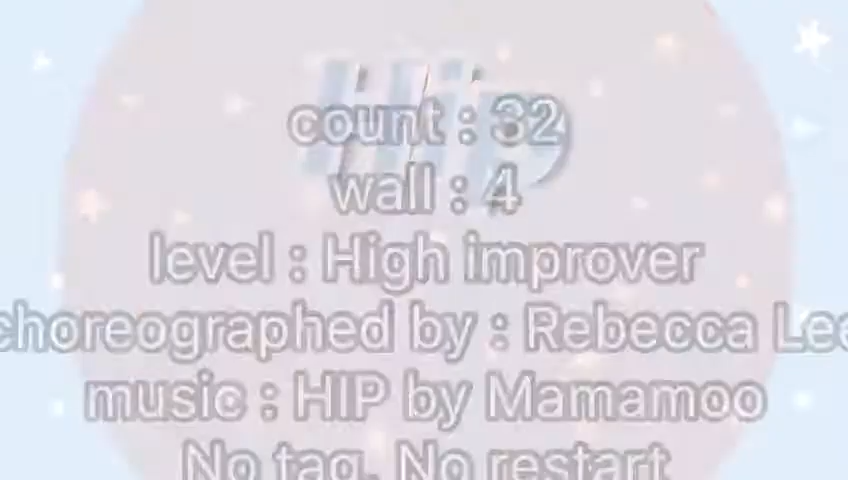 Hip
count : 32
wall : 4
level : High improver
choreographed by : Rebecca Lee
music : HIP by Mamamoo
No tag, No restart